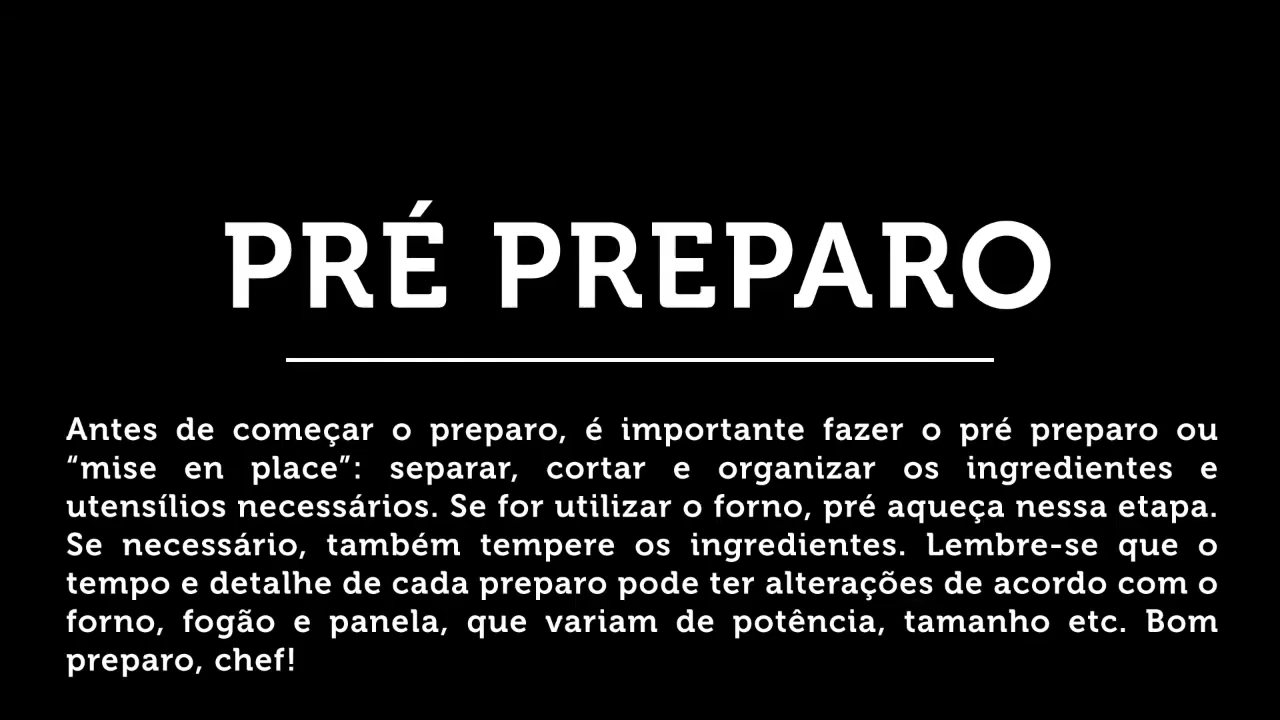 PRÉ PREPARO
Antes de começar o preparo, é importante fazer o pré preparo ou
“mise en place”: separar, cortar e organizar os ingredientes e
utensílios necessários. Se for utilizar o forno, pré aqueça nessa etapa.
Se necessário, também tempere os ingredientes. Lembre-se que o
tempo e detalhe de cada preparo pode ter alterações de acordo com o
forno, fogão e panela, que variam de potência, tamanho etc. Bom
preparo, chef!